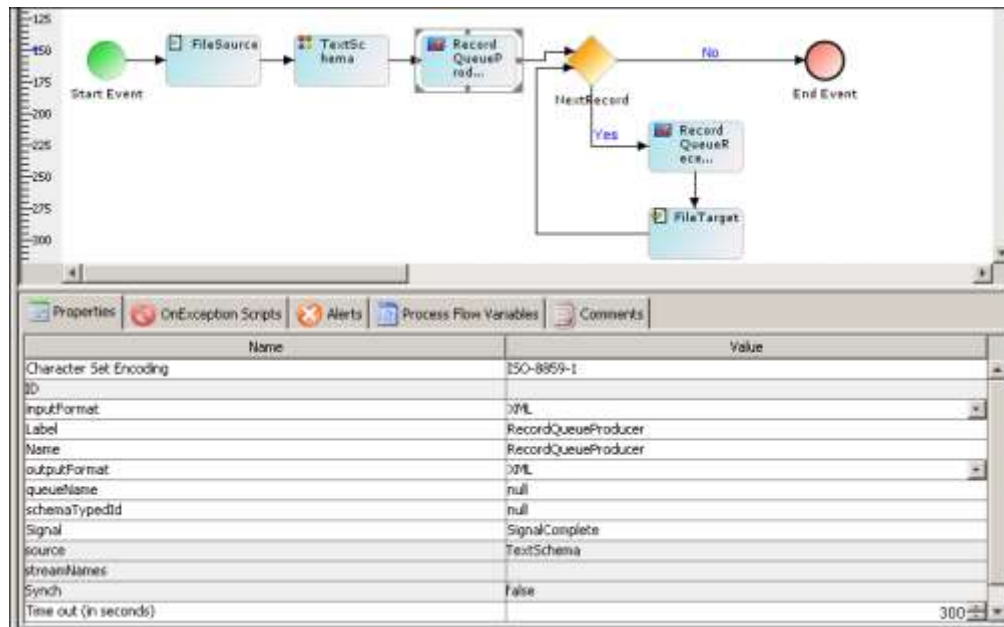 125
150
175
200
225
250
275
300
Start Event
FileSource
TextSc
hema
Record
QueueP
rod...
NextRecord
No
End Event
Yes
Record
QueueR
ece...
FileTarget
Properties
OnException Scripts
Alerts
Process Flow Variables
Comments
Name Value
Character Set Encoding ISO-8859-1
ID
inputFormat XML
Label RecordQueueProducer
Name RecordQueueProducer
outputFormat XML
queueName null
schemaTypedId null
Signal SignalComplete
source TextSchema
streamNames
Synch false
Time out (in seconds) 300